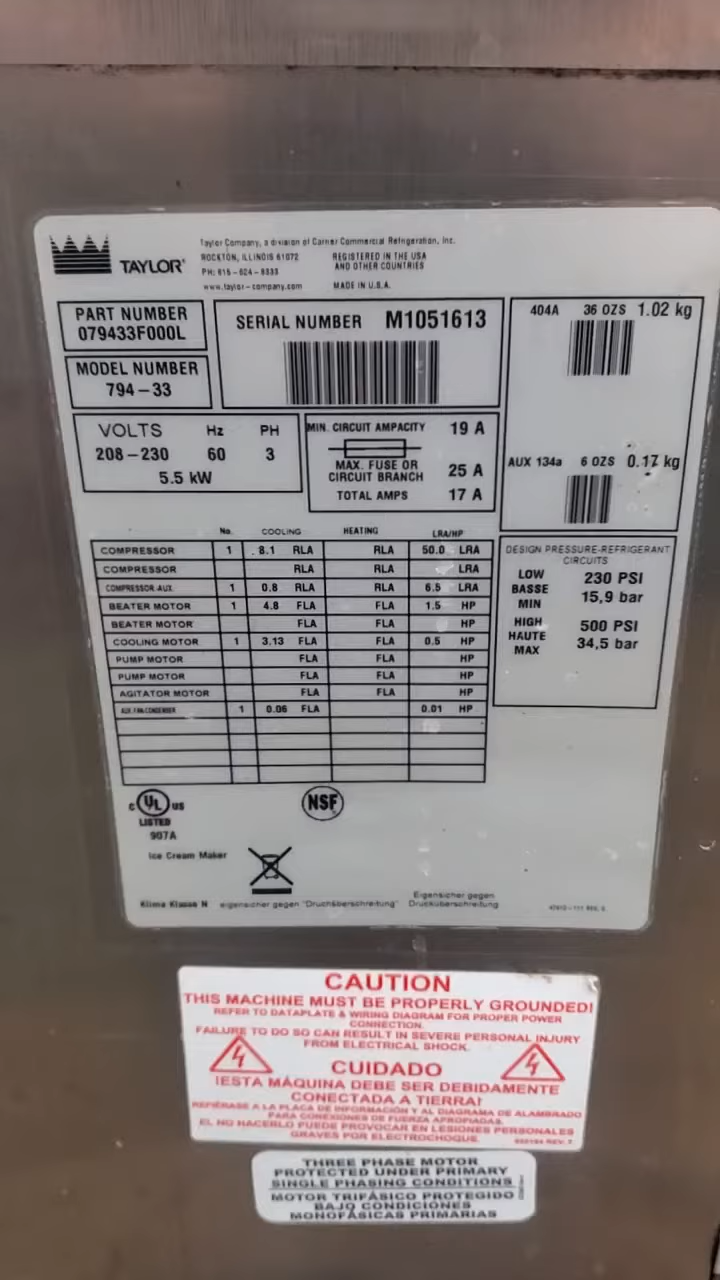 TAYLOR®
Taylor Company, a division of Carrier Commercial Refrigeration, Inc.
ROCKTON, ILLINOIS 61072
PH: 815-624-8333
www.taylor-company.com
REGISTERED IN THE USA
AND OTHER COUNTRIES
MADE IN U.S.A.
PART NUMBER
079433F000L
MODEL NUMBER
794-33
SERIAL NUMBER M1051613
404A 36 OZS 1.02 kg
AUX 134a 6 OZS 0.17 kg
VOLTS Hz PH
208-230 60 3
5.5 kW
MIN. CIRCUIT AMPACITY 19 A
MAX. FUSE OR
CIRCUIT BRANCH 25 A
TOTAL AMPS 17 A
No. COOLING HEATING LRA/HP
COMPRESSOR 1 8.1 RLA RLA 50.0 LRA
COMPRESSOR RLA RLA LRA
COMPRESSOR-AUX. 1 0.8 RLA RLA 6.5 LRA
BEATER MOTOR 1 4.8 FLA FLA 1.5 HP
BEATER MOTOR FLA FLA HP
COOLING MOTOR 1 3.13 FLA FLA 0.5 HP
PUMP MOTOR FLA FLA HP
PUMP MOTOR FLA FLA HP
AGITATOR MOTOR FLA FLA HP
AUX. FAN-CONDENSER 1 0.06 FLA 0.01 HP
DESIGN PRESSURE-REFRIGERANT
CIRCUITS
LOW
BASSE
MIN
230 PSI
15,9 bar
HIGH
HAUTE
MAX
500 PSI
34,5 bar
c UL us
LISTED
907A
NSF
Ice Cream Maker
Klima Klasse N eigensicher gegen "Druchüberschreitung"
Eigensicher gegen
Drucküberschreitung
CAUTION
THIS MACHINE MUST BE PROPERLY GROUNDED!
REFER TO DATAPLATE & WIRING DIAGRAM FOR PROPER POWER
CONNECTION.
FAILURE TO DO SO CAN RESULT IN SEVERE PERSONAL INJURY
FROM ELECTRICAL SHOCK.
CUIDADO
¡ESTA MÁQUINA DEBE SER DEBIDAMENTE
CONECTADA A TIERRA!
REFIÉRASE A LA PLACA DE INFORMACIÓN Y AL DIAGRAMA DE ALAMBRADO
PARA CONEXIONES DE FUERZA APROPIADAS.
EL NO HACERLO PUEDE PROVOCAR EN LESIONES PERSONALES
GRAVES POR ELECTROCHOQUE.
THREE PHASE MOTOR
PROTECTED UNDER PRIMARY
SINGLE PHASING CONDITIONS
MOTOR TRIFÁSICO PROTEGIDO
BAJO CONDICIONES
MONOFÁSICAS PRIMARIAS